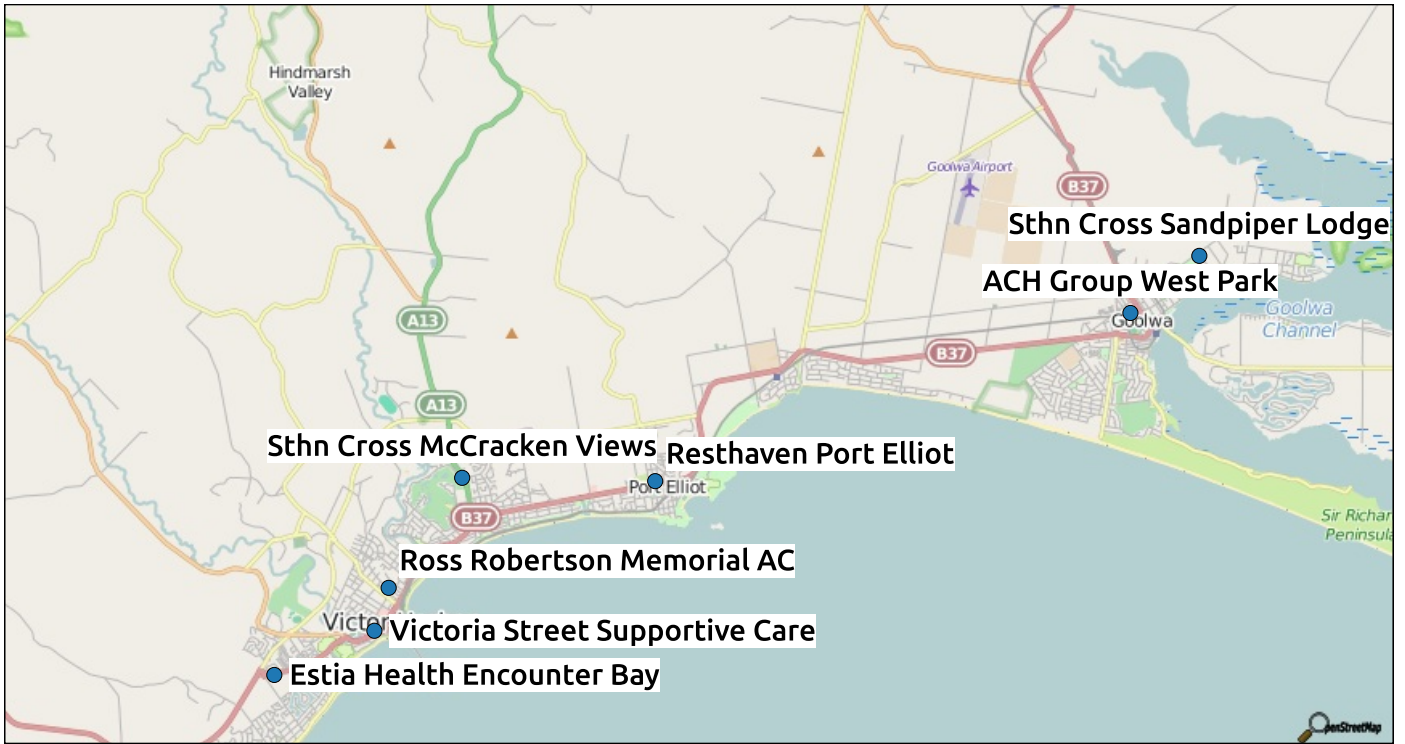 Hindmarsh
Valley
Goolwa Airport
B37
Sthn Cross Sandpiper Lodge
ACH Group West Park
Goolwa
Goolwa
Channel
A13
B37
A13
Sthn Cross McCracken Views
Resthaven Port Elliot
Port Elliot
B37
Sir Richar
Peninsula
Ross Robertson Memorial AC
Victor
Victoria Street Supportive Care
Estia Health Encounter Bay
OpenStreetMap